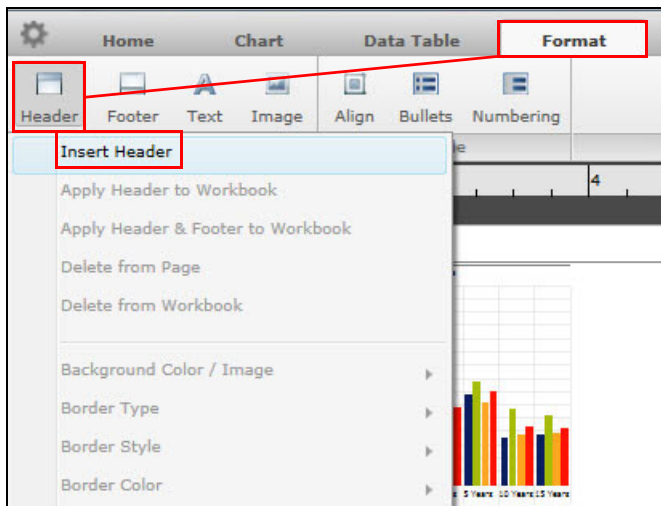 Home Chart Data Table Format
Header Footer Text Image Align Bullets Numbering
Insert Header
Apply Header to Workbook
4
Apply Header & Footer to Workbook
Delete from Page
Delete from Workbook
Background Color / Image
Border Type
Border Style
Border Color
5 Years 10 Years 15 Years